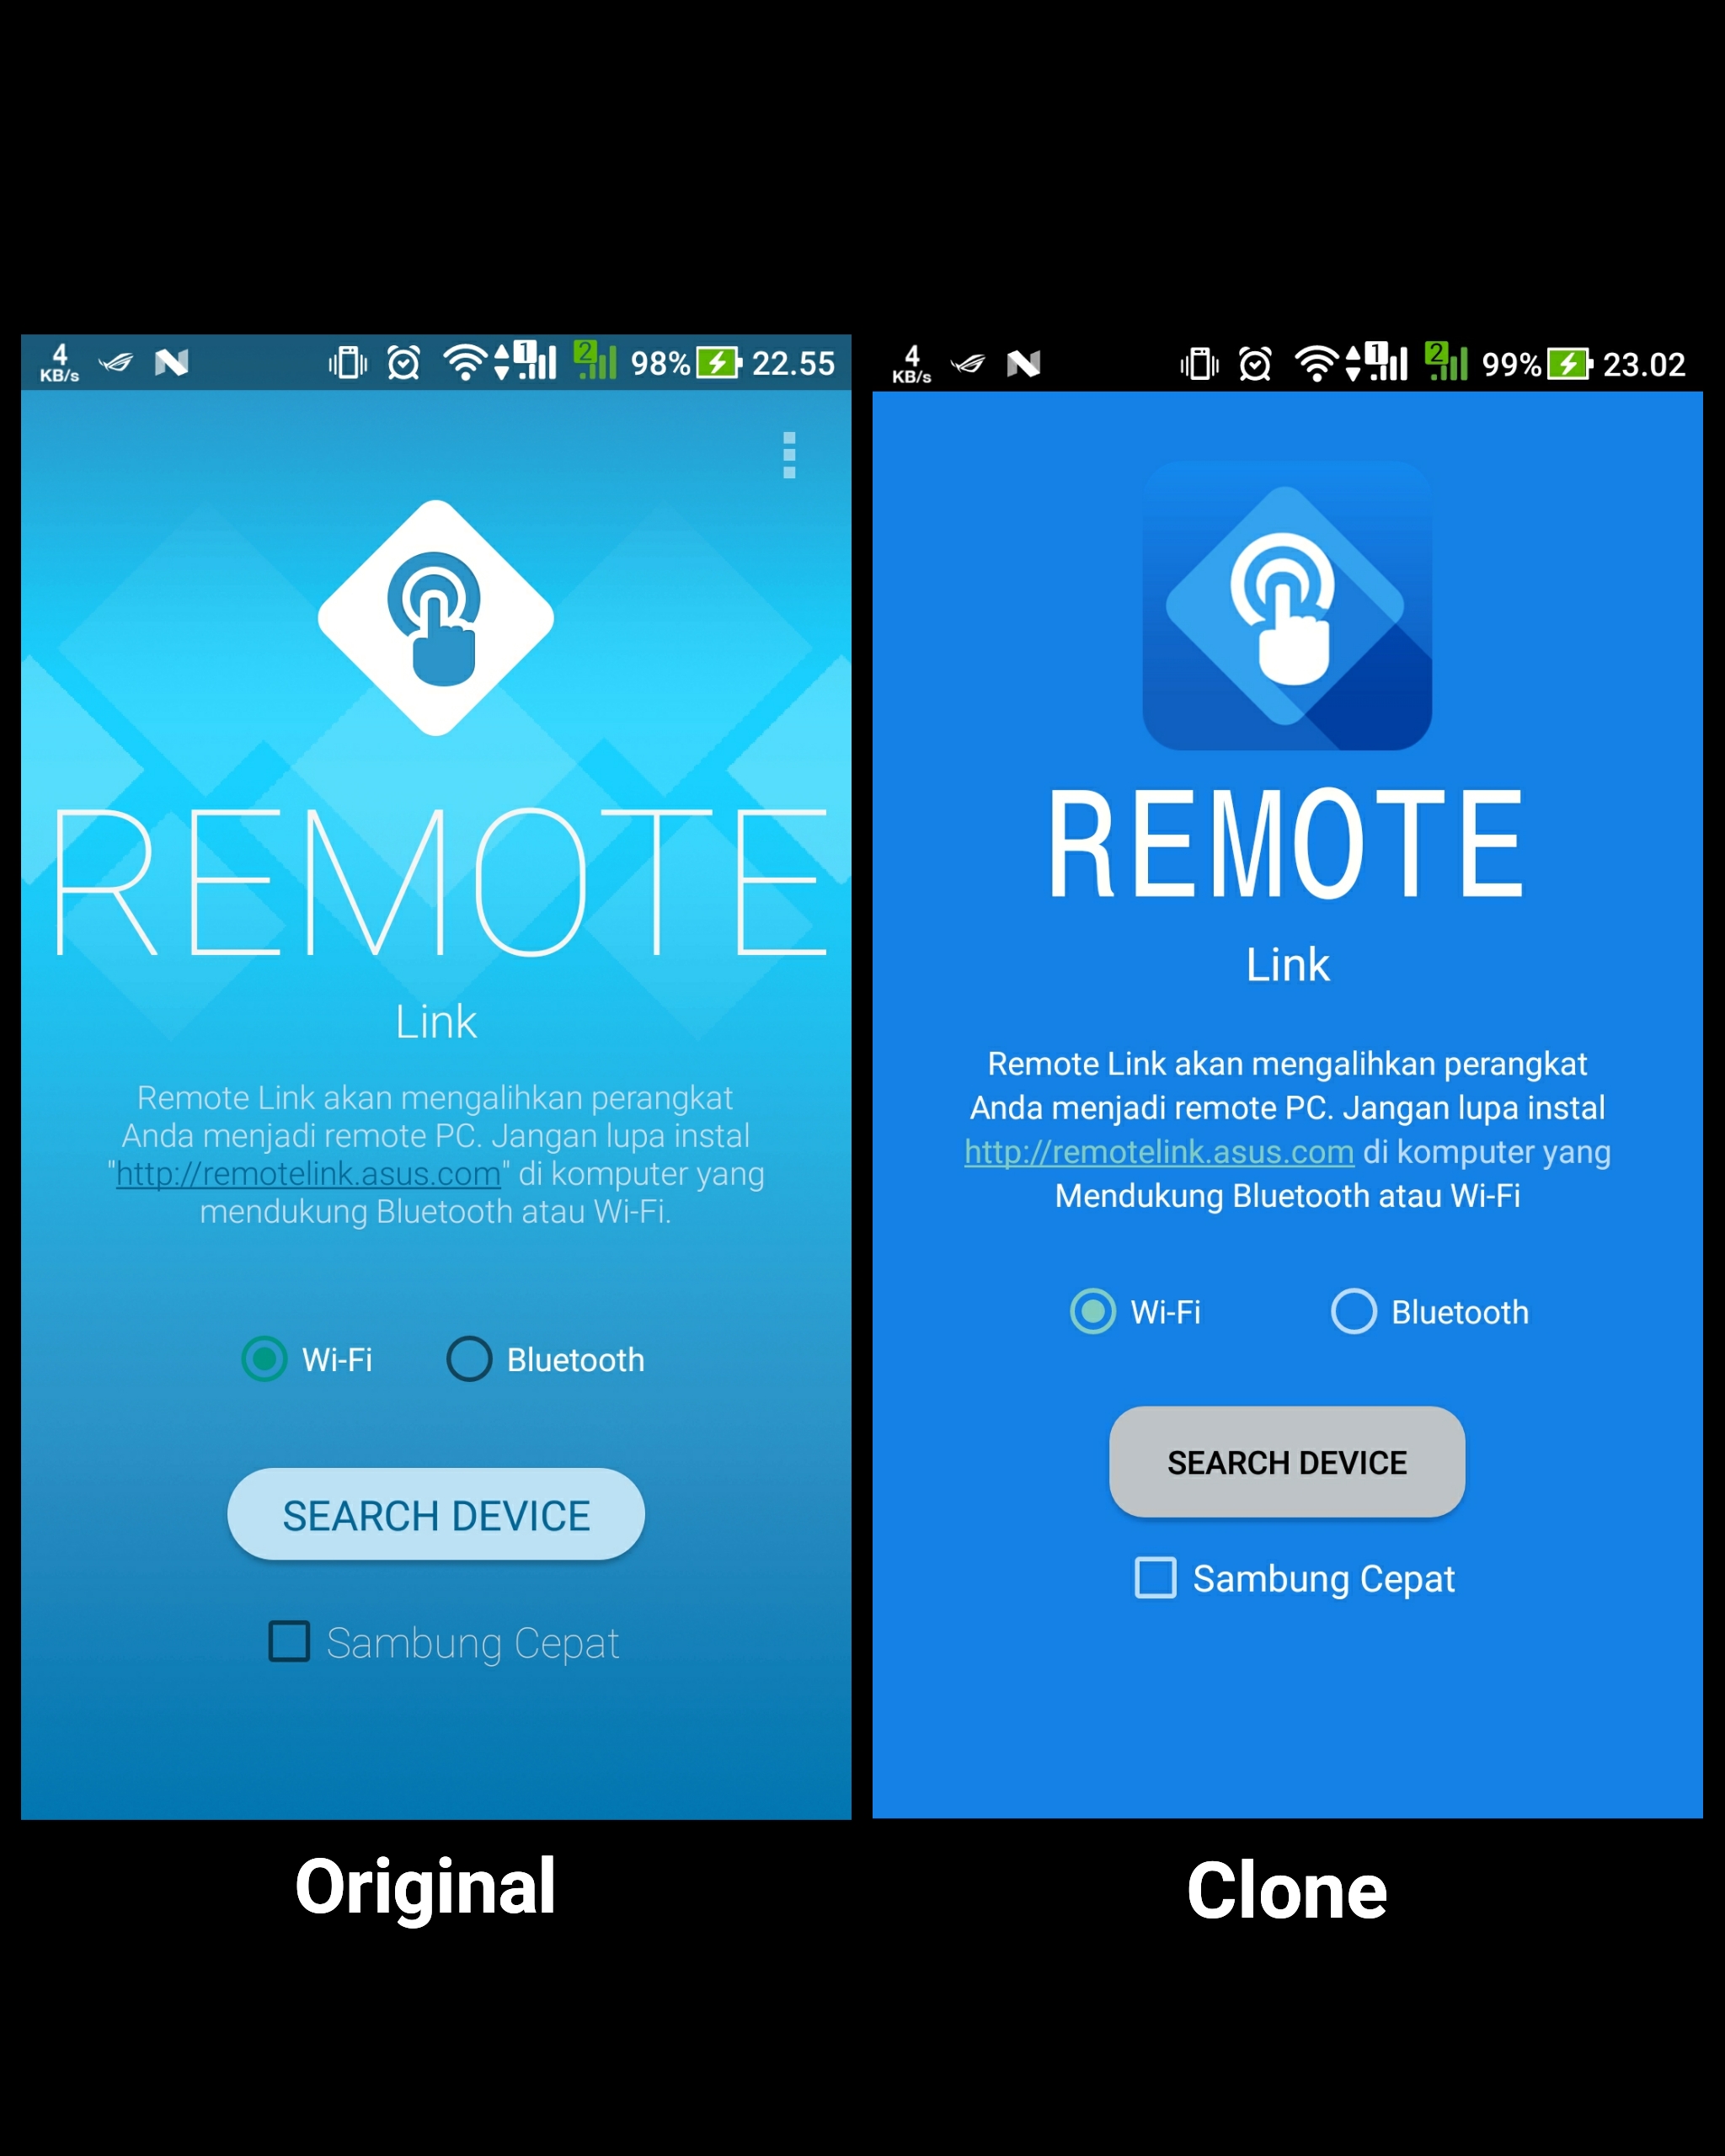 4
KB/s
1
2
98%
22.55
REMOTE
Link
Remote Link akan mengalihkan perangkat
Anda menjadi remote PC. Jangan lupa instal
"http://remotelink.asus.com" di komputer yang
mendukung Bluetooth atau Wi-Fi.
Wi-Fi
Bluetooth
SEARCH DEVICE
Sambung Cepat
Original
4
KB/s
1
2
99%
23.02
REMOTE
Link
Remote Link akan mengalihkan perangkat
Anda menjadi remote PC. Jangan lupa instal
http://remotelink.asus.com di komputer yang
Mendukung Bluetooth atau Wi-Fi
Wi-Fi
Bluetooth
SEARCH DEVICE
Sambung Cepat
Clone